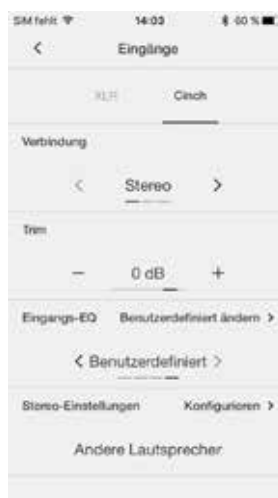 SIM fehlt 14:03 60 %
Eingänge
XLR Cinch
Verbindung
< Stereo >
Trim
− 0 dB +
Eingangs-EQ Benutzerdefiniert ändern >
< Benutzerdefiniert >
Stereo-Einstellungen Konfigurieren >
Andere Lautsprecher